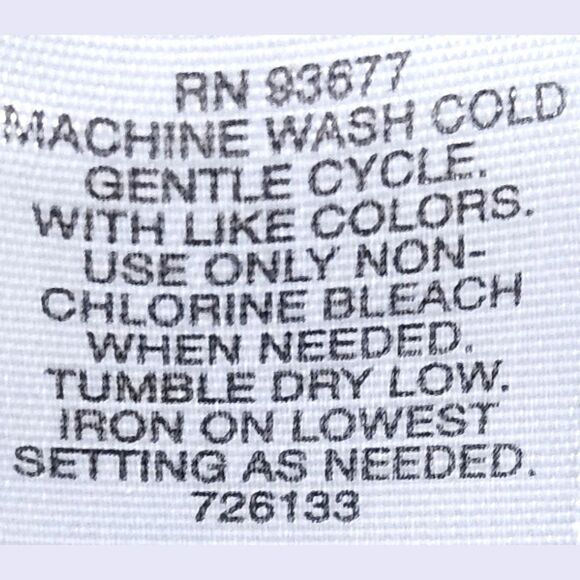 RN 93677
MACHINE WASH COLD
GENTLE CYCLE.
WITH LIKE COLORS.
USE ONLY NON-
CHLORINE BLEACH
WHEN NEEDED.
TUMBLE DRY LOW.
IRON ON LOWEST
SETTING AS NEEDED.
726133